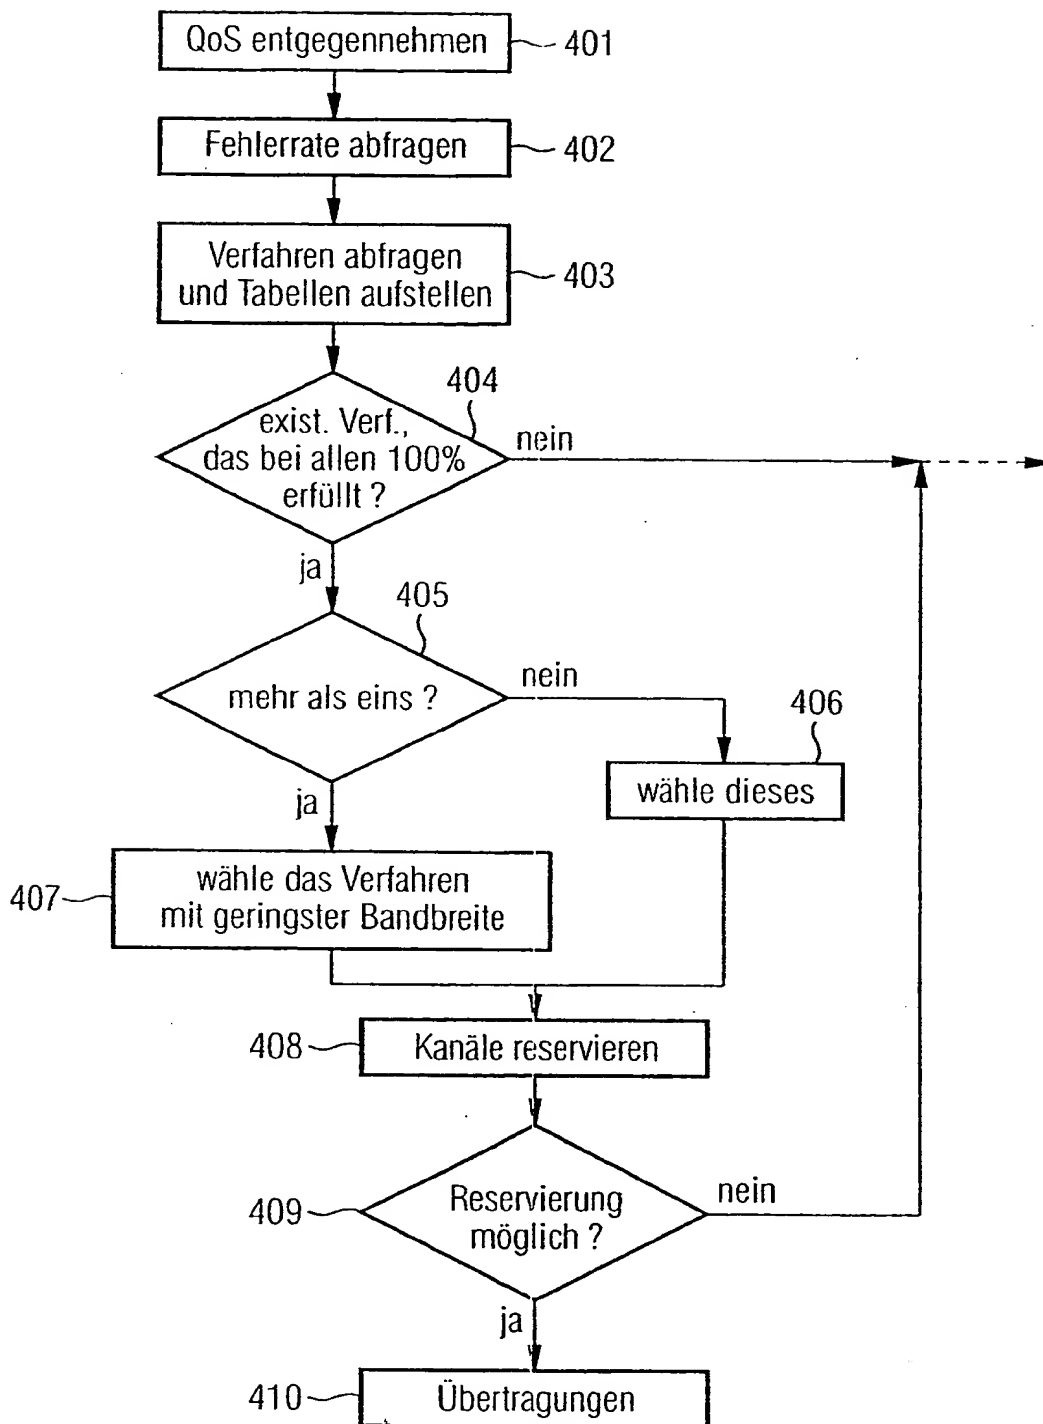 QoS entgegennehmen
401
Fehlerrate abfragen
402
Verfahren abfragen
und Tabellen aufstellen
403
404
exist. Verf.,
das bei allen 100%
erfüllt ?
nein
ja
405
mehr als eins ?
nein
406
wähle dieses
ja
407
wähle das Verfahren
mit geringster Bandbreite
408
Kanäle reservieren
409
Reservierung
möglich ?
nein
ja
410
Übertragungen